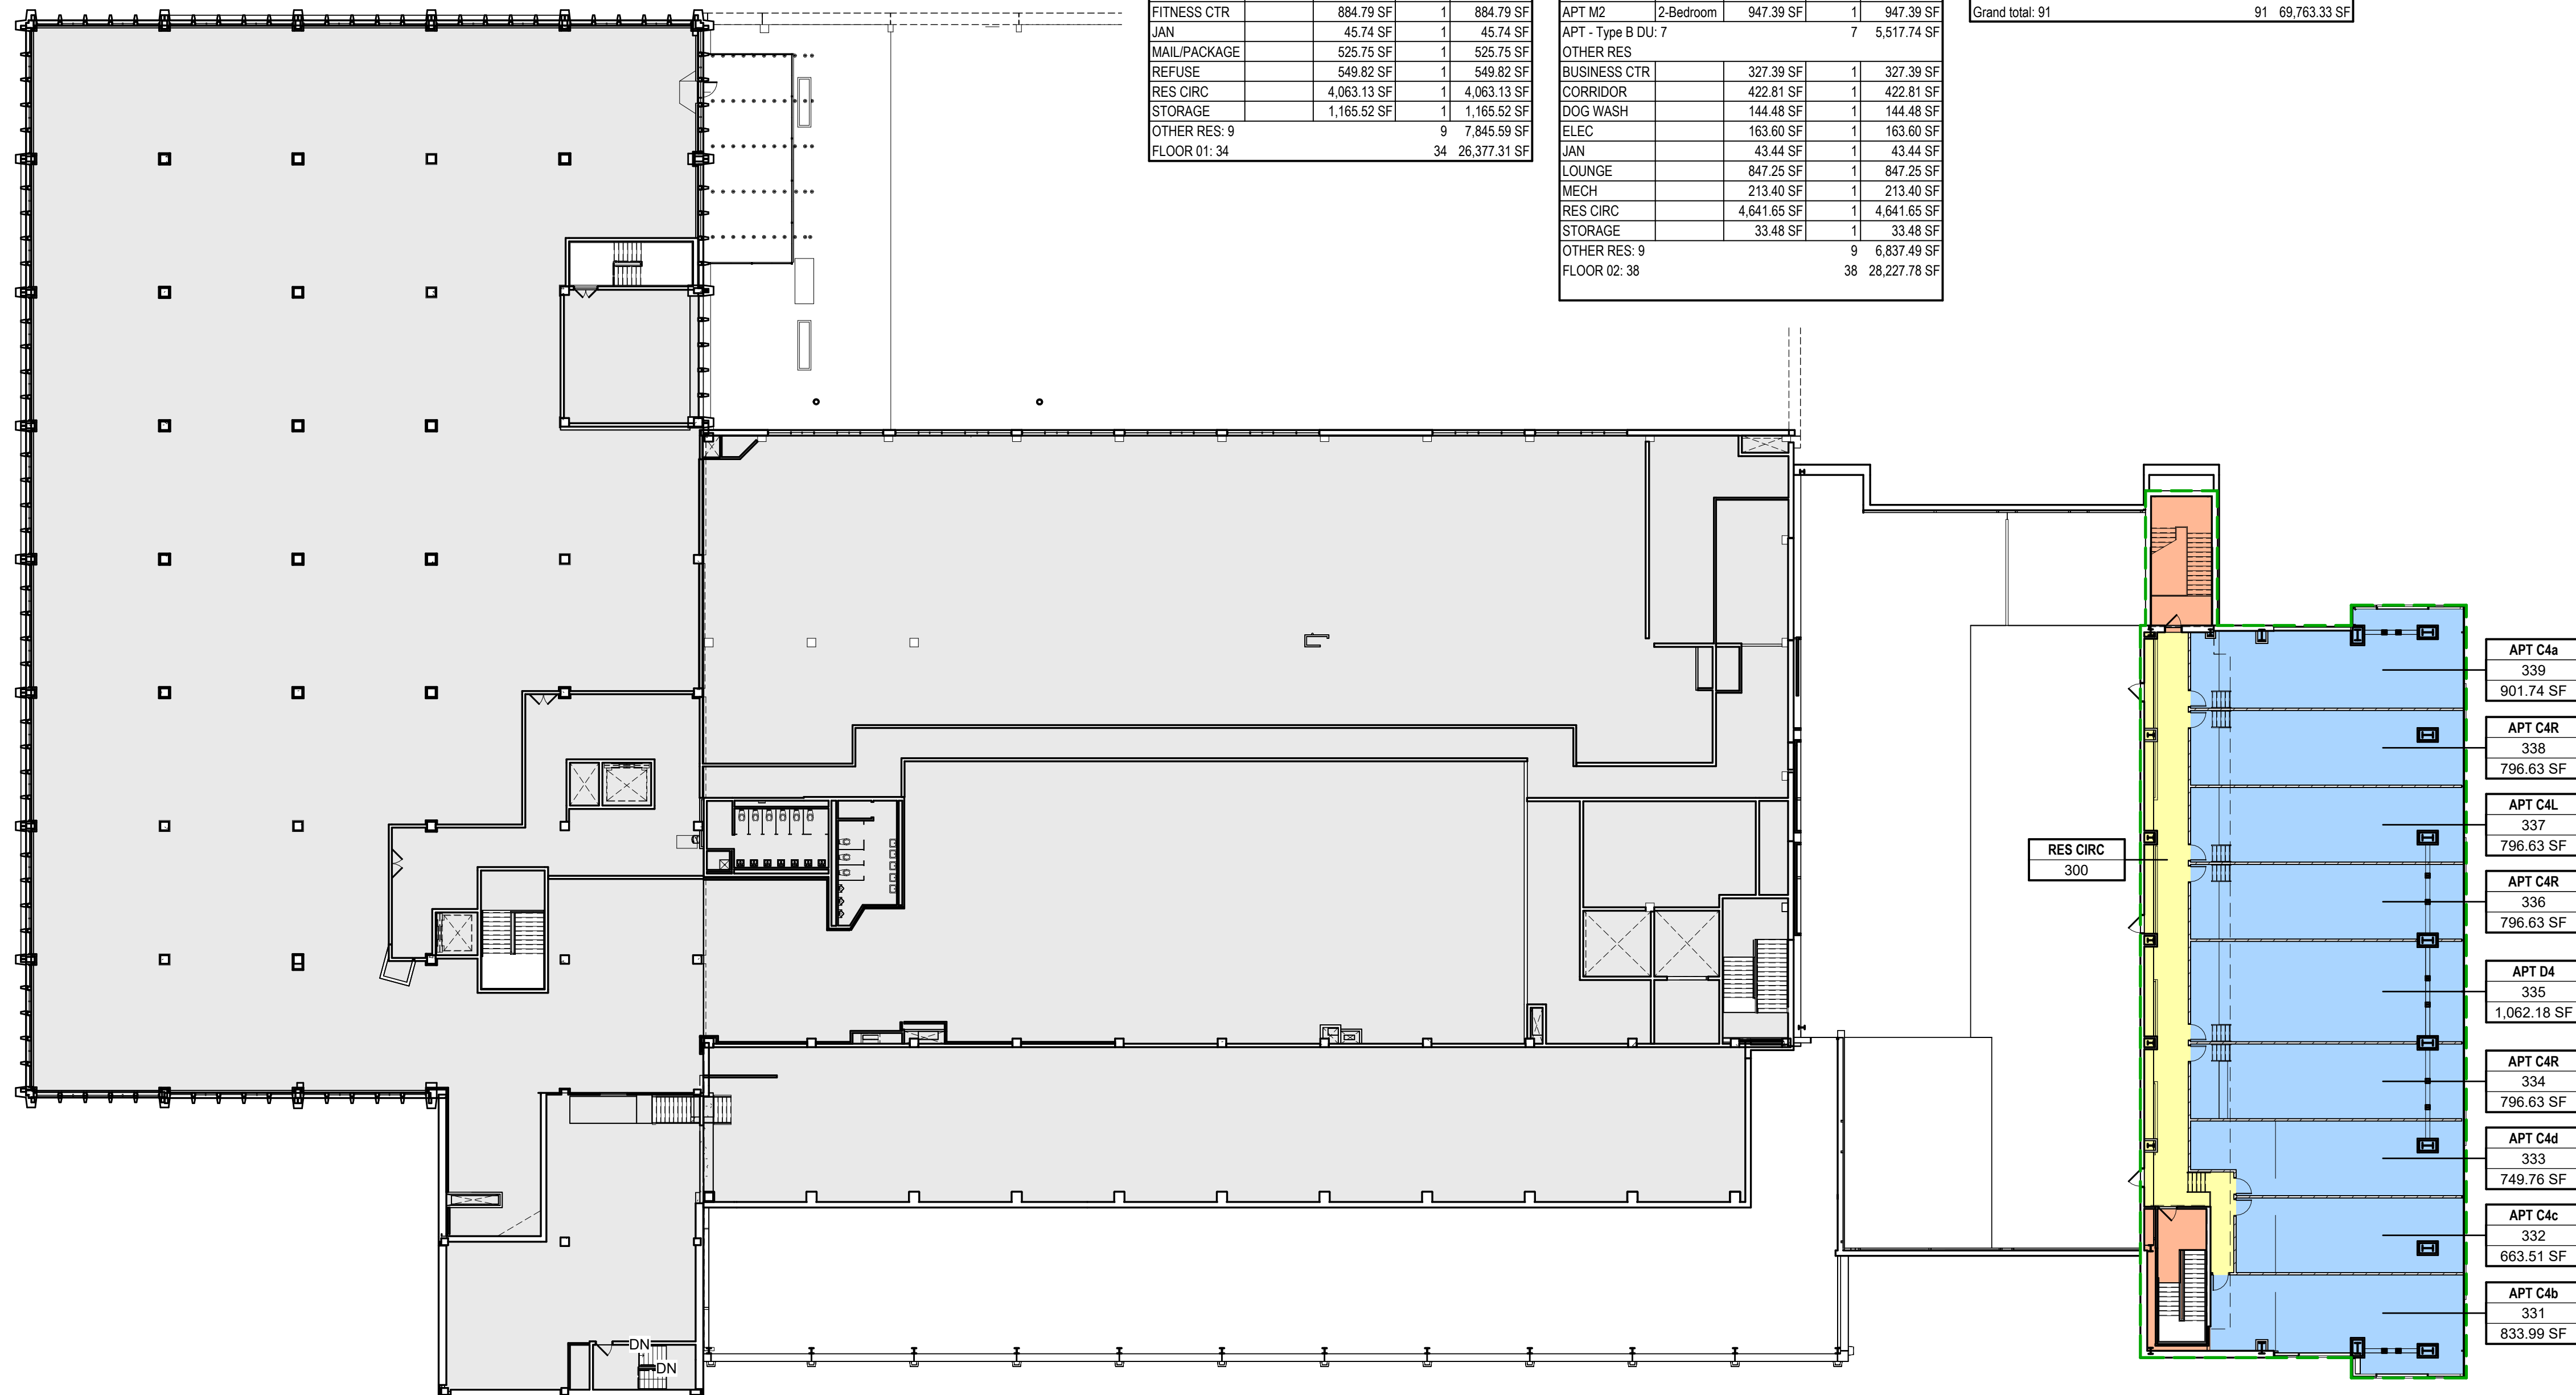 FITNESS CTR 884.79 SF 1 884.79 SF
JAN 45.74 SF 1 45.74 SF
MAIL/PACKAGE 525.75 SF 1 525.75 SF
REFUSE 549.82 SF 1 549.82 SF
RES CIRC 4,063.13 SF 1 4,063.13 SF
STORAGE 1,165.52 SF 1 1,165.52 SF
OTHER RES: 9 9 7,845.59 SF
FLOOR 01: 34 34 26,377.31 SF
APT M2 2-Bedroom 947.39 SF 1 947.39 SF
APT - Type B DU: 7 7 5,517.74 SF
OTHER RES
BUSINESS CTR 327.39 SF 1 327.39 SF
CORRIDOR 422.81 SF 1 422.81 SF
DOG WASH 144.48 SF 1 144.48 SF
ELEC 163.60 SF 1 163.60 SF
JAN 43.44 SF 1 43.44 SF
LOUNGE 847.25 SF 1 847.25 SF
MECH 213.40 SF 1 213.40 SF
RES CIRC 4,641.65 SF 1 4,641.65 SF
STORAGE 33.48 SF 1 33.48 SF
OTHER RES: 9 9 6,837.49 SF
FLOOR 02: 38 38 28,227.78 SF
Grand total: 91 91 69,763.33 SF
APT C4a
339
901.74 SF
APT C4R
338
796.63 SF
APT C4L
337
796.63 SF
RES CIRC
300
APT C4R
336
796.63 SF
APT D4
335
1,062.18 SF
APT C4R
334
796.63 SF
APT C4d
333
749.76 SF
APT C4c
332
663.51 SF
APT C4b
331
833.99 SF
DN
DN